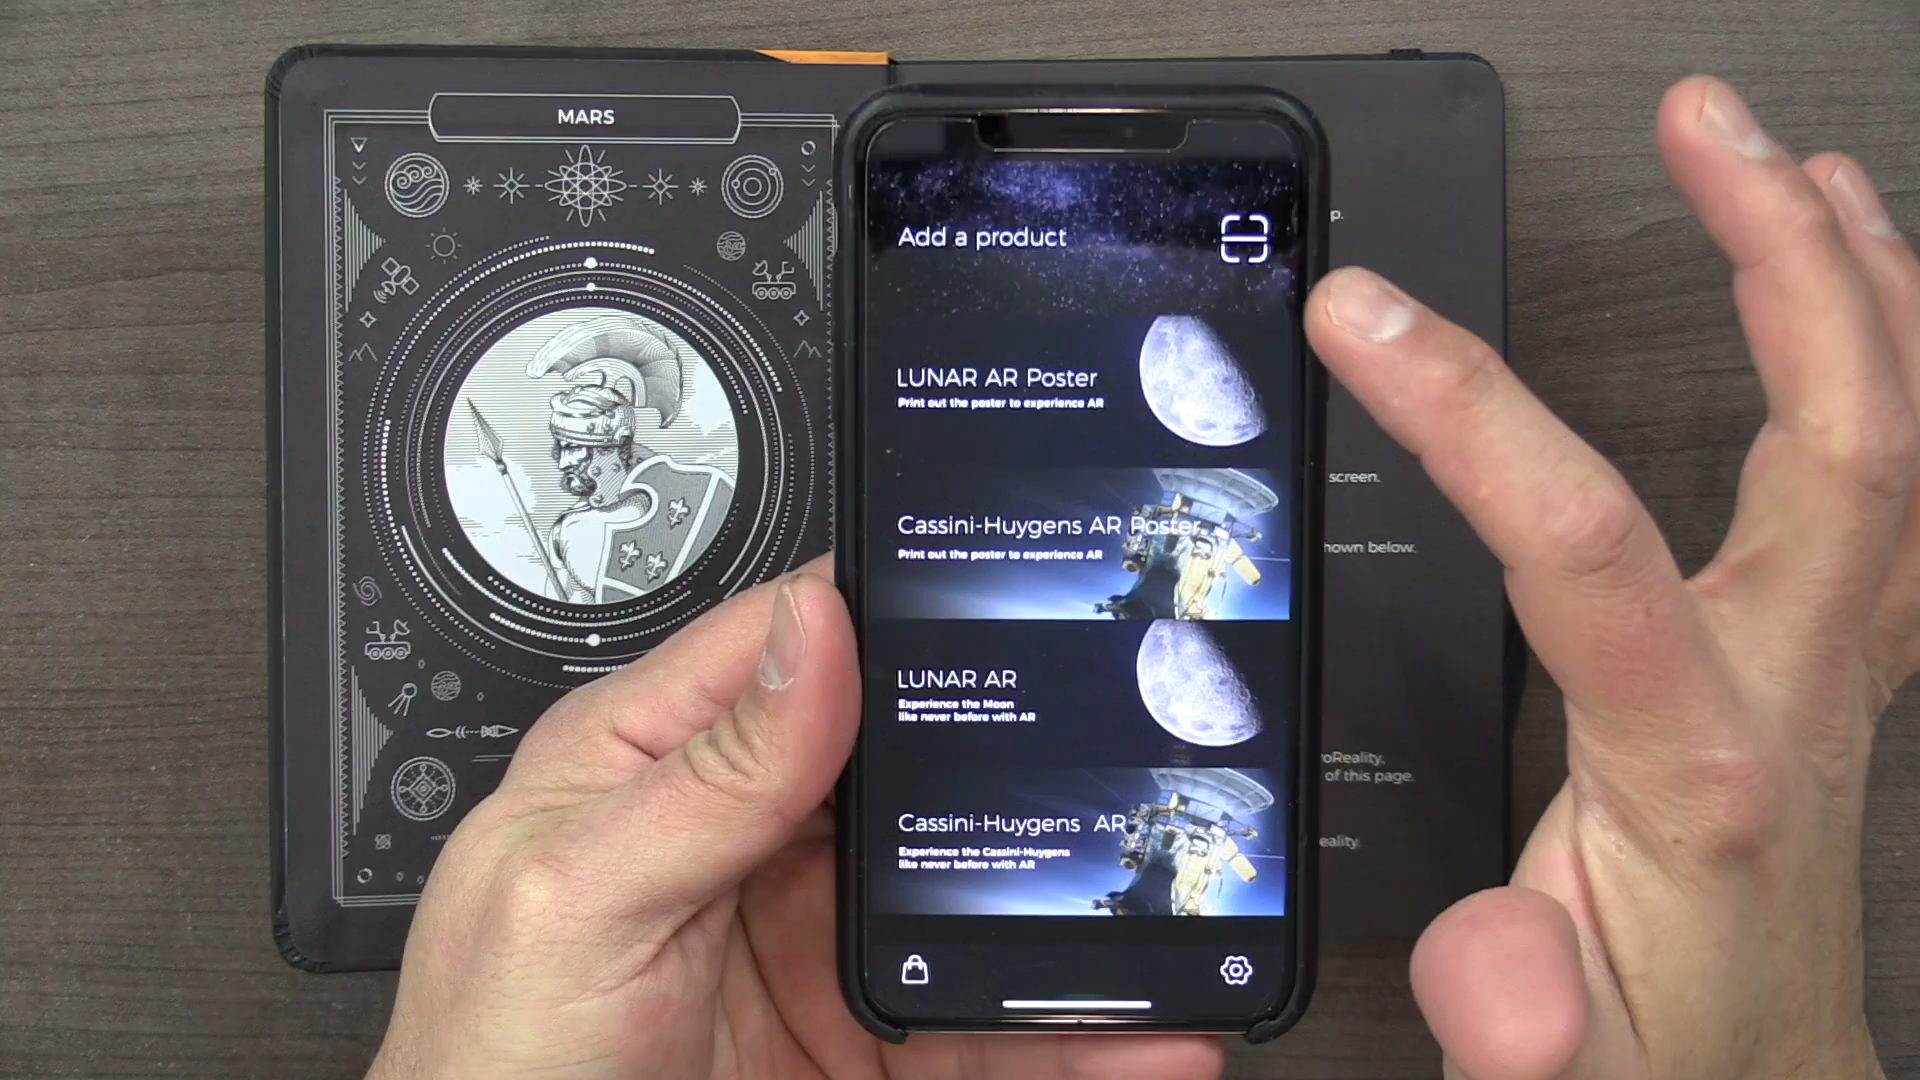 MARS
Add a product
LUNAR AR Poster
Print out the poster to experience AR
Cassini-Huygens AR Poster
Print out the poster to experience AR
LUNAR AR
Experience the Moon
like never before with AR
Cassini-Huygens AR
Experience the Cassini-Huygens
like never before with AR
screen.
below.
of this page.